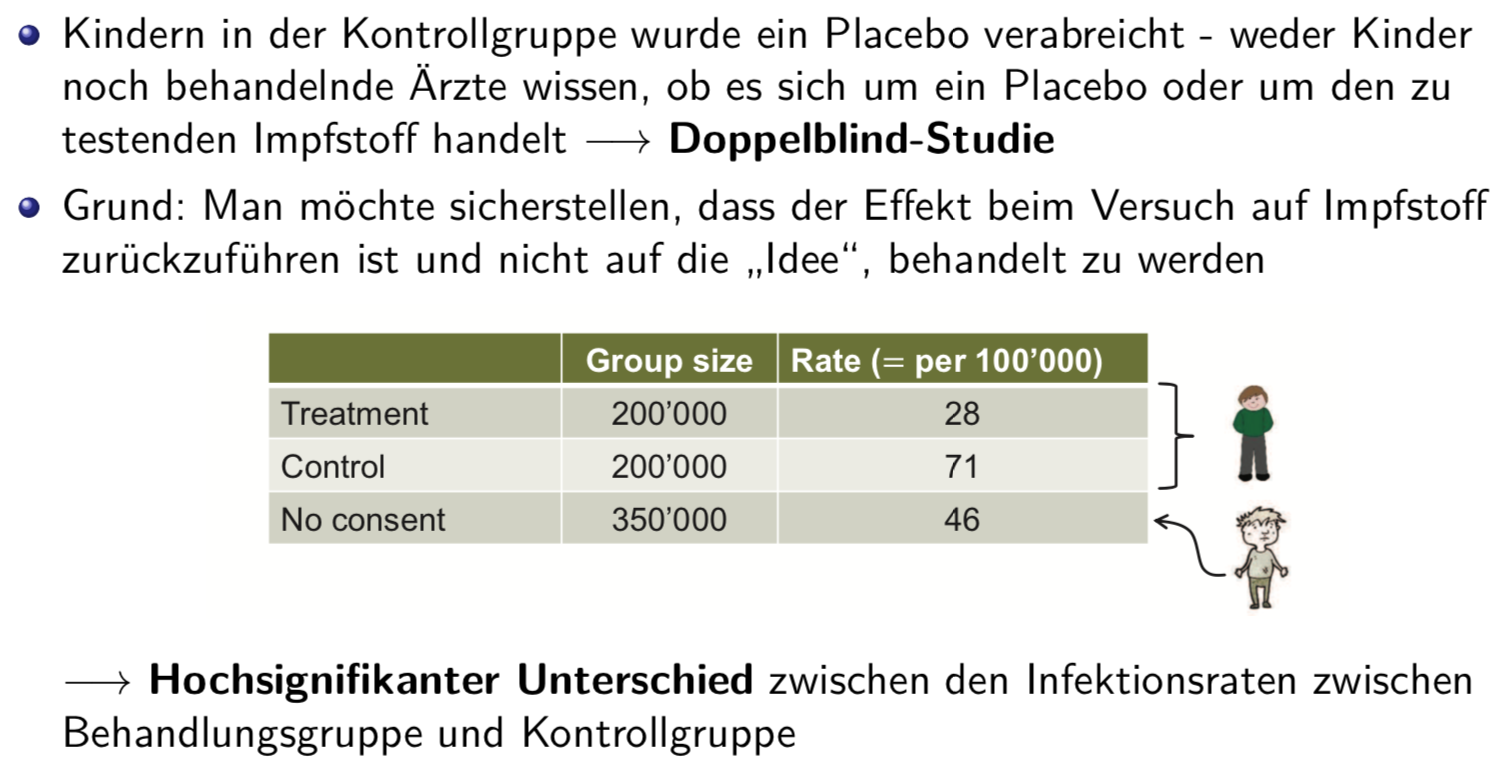 Kindern in der Kontrollgruppe wurde ein Placebo verabreicht - weder Kinder
noch behandelnde Ärzte wissen, ob es sich um ein Placebo oder um den zu
testenden Impfstoff handelt ⟶ Doppelblind-Studie
Grund: Man möchte sicherstellen, dass der Effekt beim Versuch auf Impfstoff
zurückzuführen ist und nicht auf die „Idee“, behandelt zu werden
Group size Rate (= per 100’000)
Treatment 200’000 28
Control 200’000 71
No consent 350’000 46
⟶ Hochsignifikanter Unterschied zwischen den Infektionsraten zwischen
Behandlungsgruppe und Kontrollgruppe